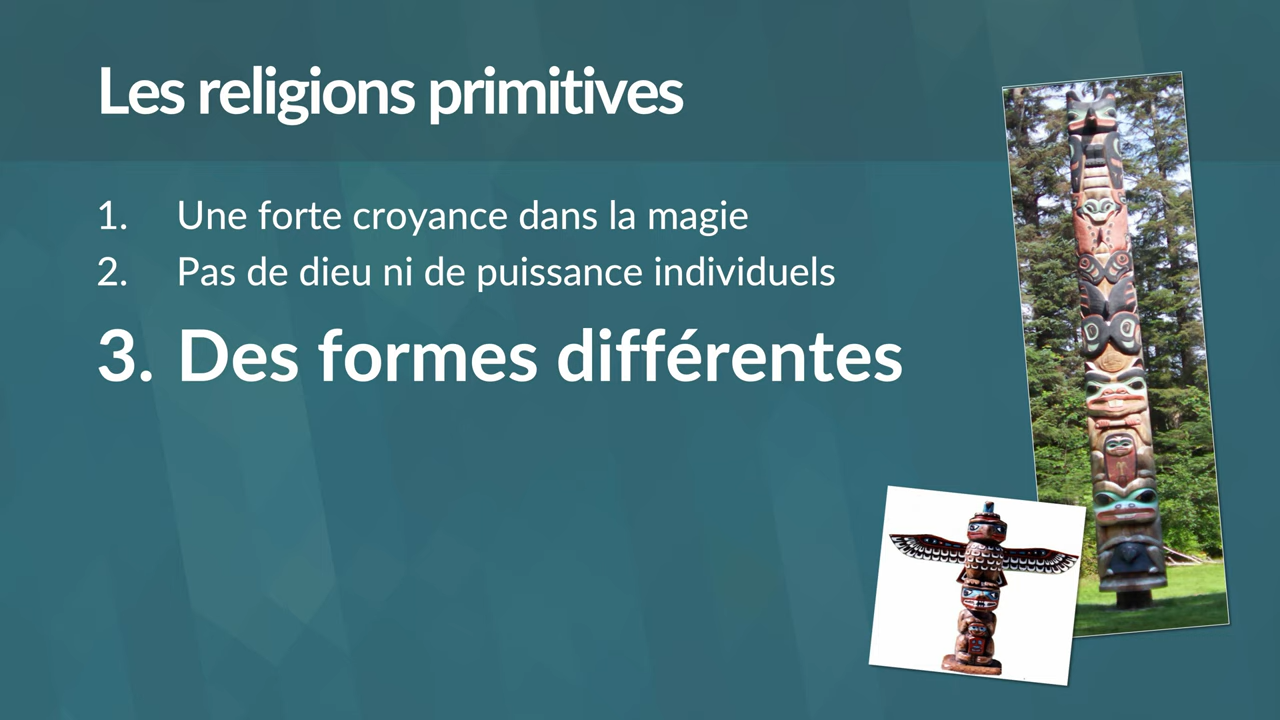 Les religions primitives
1. Une forte croyance dans la magie
2. Pas de dieu ni de puissance individuels
3. Des formes différentes